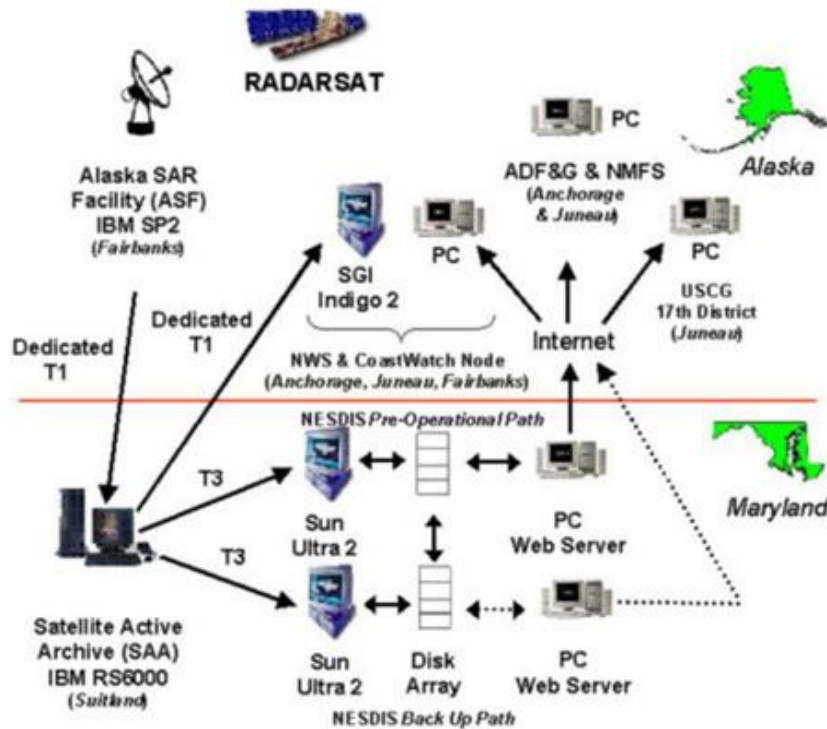 RADARSAT
PC
Alaska
Alaska SAR
Facility (ASF)
IBM SP2
(Fairbanks)
ADF&G & NMFS
(Anchorage
& Juneau)
SGI
Indigo 2
PC
PC
USCG
17th District
(Juneau)
Dedicated
T1
Dedicated
T1
Internet
NWS & CoastWatch Node
(Anchorage, Juneau, Fairbanks)
NESDIS Pre-Operational Path
T3
Sun
Ultra 2
PC
Web Server
Maryland
T3
Satellite Active
Archive (SAA)
IBM RS6000
(Suitland)
Sun
Ultra 2
Disk
Array
PC
Web Server
NESDIS Back Up Path